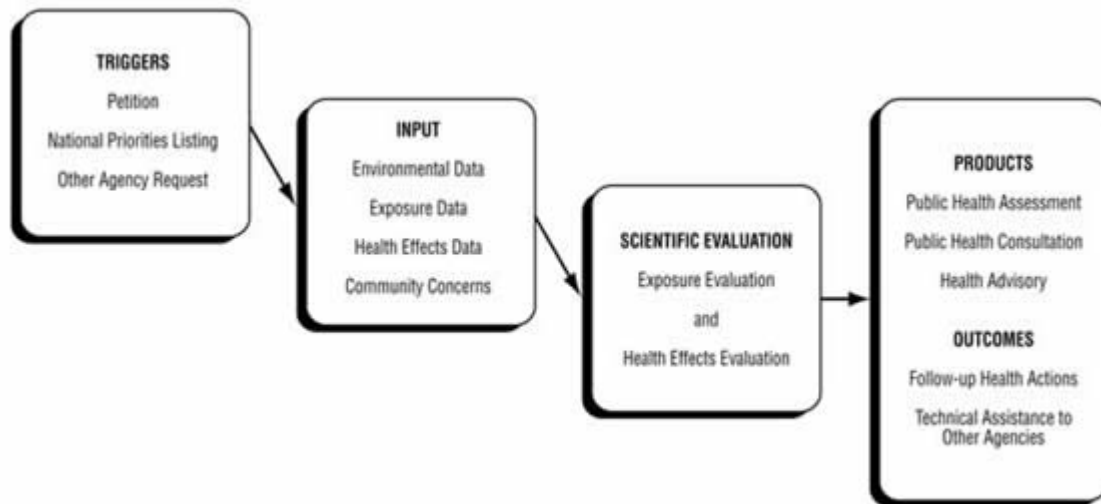 TRIGGERS
Petition
National Priorities Listing
Other Agency Request
INPUT
Environmental Data
Exposure Data
Health Effects Data
Community Concerns
SCIENTIFIC EVALUATION
Exposure Evaluation
and
Health Effects Evaluation
PRODUCTS
Public Health Assessment
Public Health Consultation
Health Advisory
OUTCOMES
Follow-up Health Actions
Technical Assistance to
Other Agencies